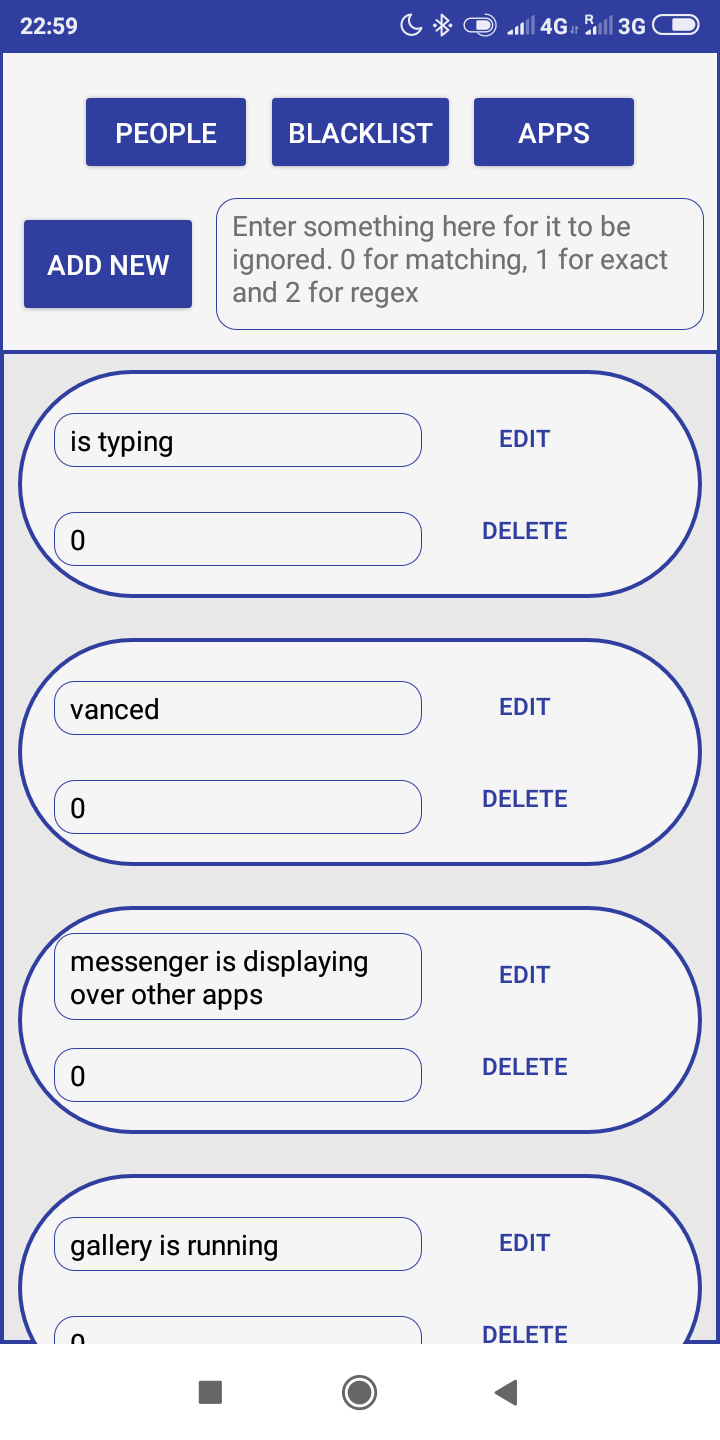 22:59
4G R 3G
PEOPLE BLACKLIST APPS
ADD NEW
Enter something here for it to be
ignored. 0 for matching, 1 for exact
and 2 for regex
is typing
EDIT
0
DELETE
vanced
EDIT
0
DELETE
messenger is displaying
over other apps
EDIT
0
DELETE
gallery is running
EDIT
0
DELETE